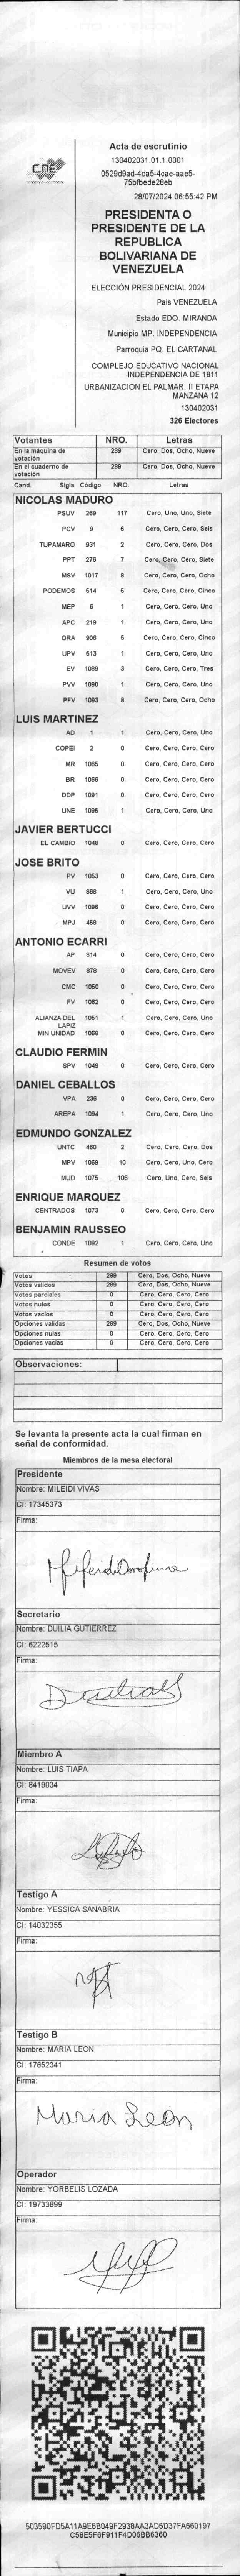 CNE
Acta de escrutinio
130402031.01.1.0001
0529d9ad-4da5-4cae-aae5-
75bfbede28eb
28/07/2024 06:55:42 PM
PRESIDENTA O
PRESIDENTE DE LA
REPUBLICA
BOLIVARIANA DE
VENEZUELA
ELECCIÓN PRESIDENCIAL 2024
País VENEZUELA
Estado EDO. MIRANDA
Municipio MP. INDEPENDENCIA
Parroquia PQ. EL CARTANAL
COMPLEJO EDUCATIVO NACIONAL
INDEPENDENCIA DE 1811
URBANIZACION EL PALMAR, II ETAPA
MANZANA 12
130402031
326 Electores
Votantes NRO. Letras
En la máquina de votación 289 Cero, Dos, Ocho, Nueve
En el cuaderno de votación 289 Cero, Dos, Ocho, Nueve
Cand. Sigla Código NRO. Letras
NICOLAS MADURO
PSUV 269 117 Cero, Uno, Uno, Siete
PCV 9 6 Cero, Cero, Cero, Seis
TUPAMARO 931 2 Cero, Cero, Cero, Dos
PPT 276 7 Cero, Cero, Cero, Siete
MSV 1017 8 Cero, Cero, Cero, Ocho
PODEMOS 514 5 Cero, Cero, Cero, Cinco
MEP 6 1 Cero, Cero, Cero, Uno
APC 219 1 Cero, Cero, Cero, Uno
ORA 906 5 Cero, Cero, Cero, Cinco
UPV 513 1 Cero, Cero, Cero, Uno
EV 1089 3 Cero, Cero, Cero, Tres
PVV 1090 1 Cero, Cero, Cero, Uno
PFV 1093 8 Cero, Cero, Cero, Ocho
LUIS MARTINEZ
AD 1 1 Cero, Cero, Cero, Uno
COPEI 2 0 Cero, Cero, Cero, Cero
MR 1065 0 Cero, Cero, Cero, Cero
BR 1066 0 Cero, Cero, Cero, Cero
DDP 1091 0 Cero, Cero, Cero, Cero
UNE 1095 1 Cero, Cero, Cero, Uno
JAVIER BERTUCCI
EL CAMBIO 1048 0 Cero, Cero, Cero, Cero
JOSE BRITO
PV 1053 0 Cero, Cero, Cero, Cero
VU 868 1 Cero, Cero, Cero, Uno
UVV 1096 0 Cero, Cero, Cero, Cero
MPJ 456 0 Cero, Cero, Cero, Cero
ANTONIO ECARRI
AP 814 0 Cero, Cero, Cero, Cero
MOVEV 879 0 Cero, Cero, Cero, Cero
CMC 1050 0 Cero, Cero, Cero, Cero
FV 1062 0 Cero, Cero, Cero, Cero
ALIANZA DEL LAPIZ 1051 1 Cero, Cero, Cero, Uno
MIN UNIDAD 1068 0 Cero, Cero, Cero, Cero
CLAUDIO FERMIN
SPV 1049 0 Cero, Cero, Cero, Cero
DANIEL CEBALLOS
VPA 236 0 Cero, Cero, Cero, Cero
AREPA 1094 1 Cero, Cero, Cero, Uno
EDMUNDO GONZALEZ
UNTC 460 2 Cero, Cero, Cero, Dos
MPV 1069 10 Cero, Cero, Uno, Cero
MUD 1075 106 Cero, Uno, Cero, Seis
ENRIQUE MARQUEZ
CENTRADOS 1073 0 Cero, Cero, Cero, Cero
BENJAMIN RAUSSEO
CONDE 1092 1 Cero, Cero, Cero, Uno
Resumen de votos
Votos 289 Cero, Dos, Ocho, Nueve
Votos validos 289 Cero, Dos, Ocho, Nueve
Votos parciales 0 Cero, Cero, Cero, Cero
Votos nulos 0 Cero, Cero, Cero, Cero
Votos vacios 0 Cero, Cero, Cero, Cero
Opciones validas 289 Cero, Dos, Ocho, Nueve
Opciones nulas 0 Cero, Cero, Cero, Cero
Opciones vacias 0 Cero, Cero, Cero, Cero
Observaciones:
Se levanta la presente acta la cual firman en
señal de conformidad.
Miembros de la mesa electoral
Presidente
Nombre: MILEIDI VIVAS
CI: 17345373
Firma:
Secretario
Nombre: DUILIA GUTIERREZ
CI: 6222515
Firma:
Miembro A
Nombre: LUIS TIAPA
CI: 8419034
Firma:
Testigo A
Nombre: YESSICA SANABRIA
CI: 14032355
Firma:
Testigo B
Nombre: MARIA LEON
CI: 17652341
Firma:
Maria Leon
Operador
Nombre: YORBELIS LOZADA
CI: 19733899
Firma:
503590FD5A11A9E6B049F293BAA3AD6D37FA660197
C58E5F6F911F4D06BB6360